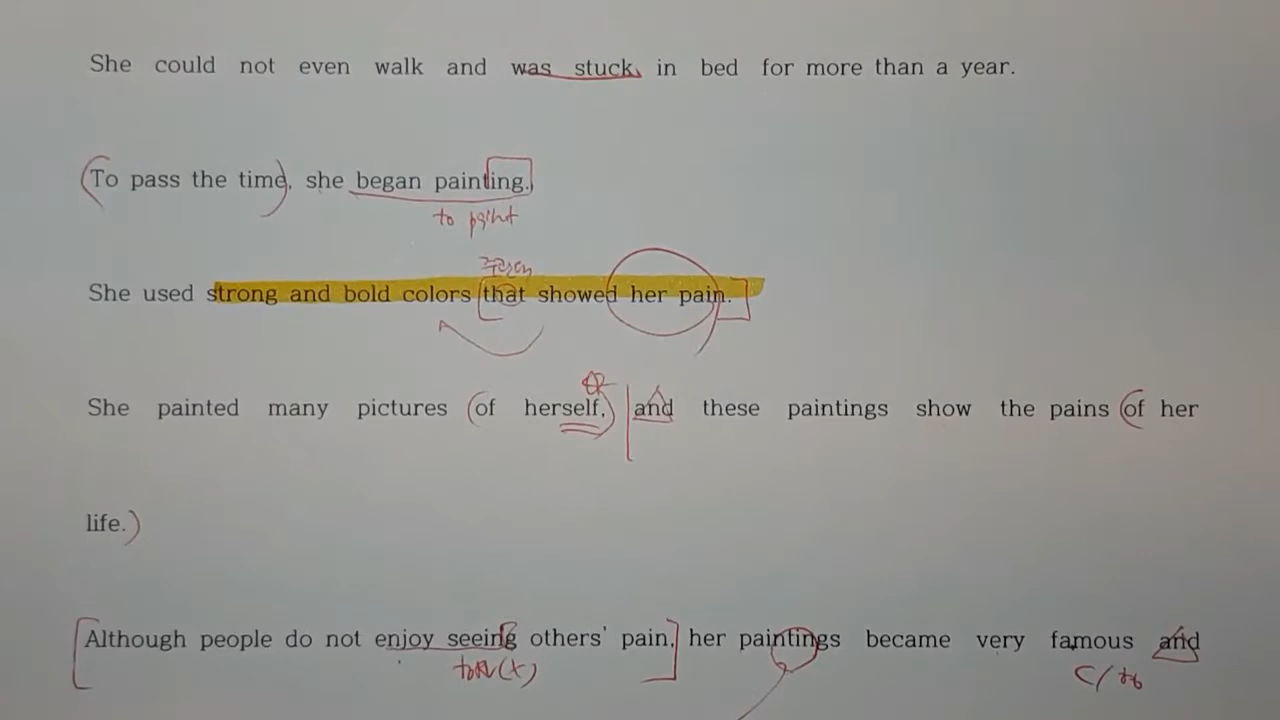 She could not even walk and was stuck in bed for more than a year.
To pass the time, she began painting.
to paint
주관대
She used strong and bold colors that showed her pain.
She painted many pictures of herself, and these paintings show the pains of her
life.
Although people do not enjoy seeing others' pain, her paintings became very famous and
(x)